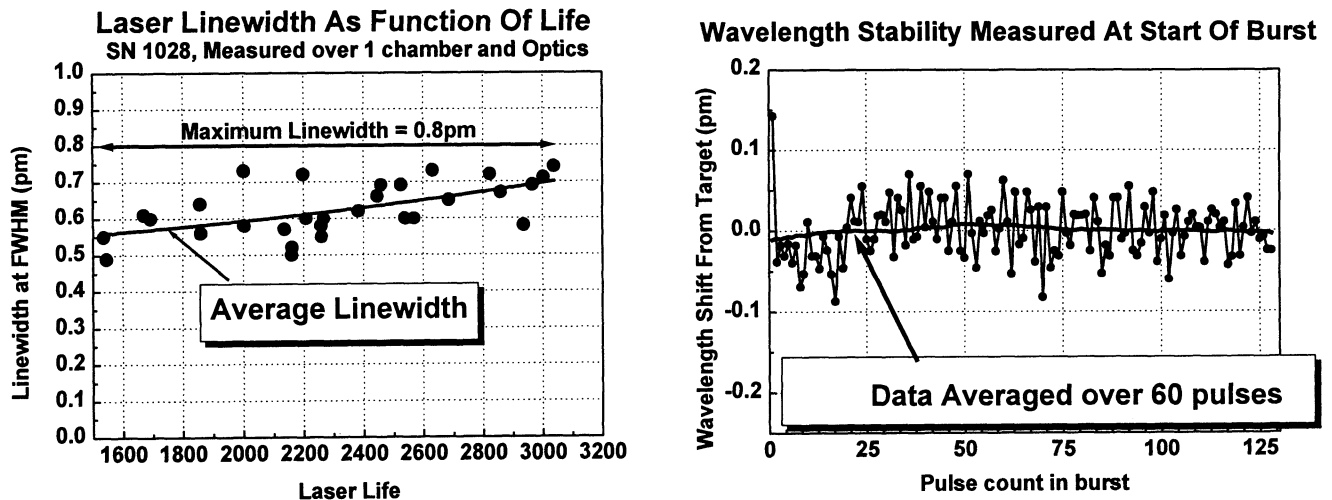 Laser Linewidth As Function Of Life
SN 1028, Measured over 1 chamber and Optics
Linewidth at FWHM (pm)
1.0
0.9
0.8
0.7
0.6
0.5
0.4
0.3
0.2
0.1
0.0
Maximum Linewidth = 0.8pm
Average Linewidth
1600 1800 2000 2200 2400 2600 2800 3000 3200
Laser Life
Wavelength Stability Measured At Start Of Burst
Wavelength Shift From Target (pm)
0.2
0.1
0.0
-0.1
-0.2
Data Averaged over 60 pulses
0 25 50 75 100 125
Pulse count in burst